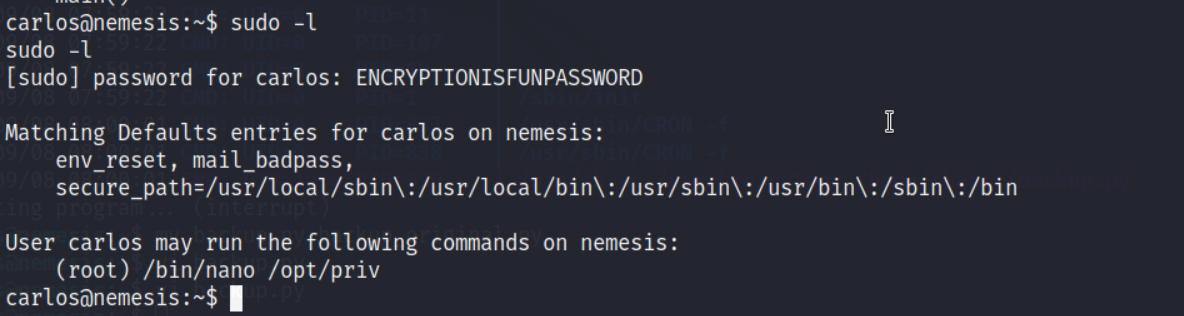 main()
carlos@nemesis:~$ sudo -l
sudo -l
[sudo] password for carlos: ENCRYPTIONISFUNPASSWORD
Matching Defaults entries for carlos on nemesis:
env_reset, mail_badpass,
secure_path=/usr/local/sbin\:/usr/local/bin\:/usr/sbin\:/usr/bin\:/sbin\:/bin
User carlos may run the following commands on nemesis:
(root) /bin/nano /opt/priv
carlos@nemesis:~$